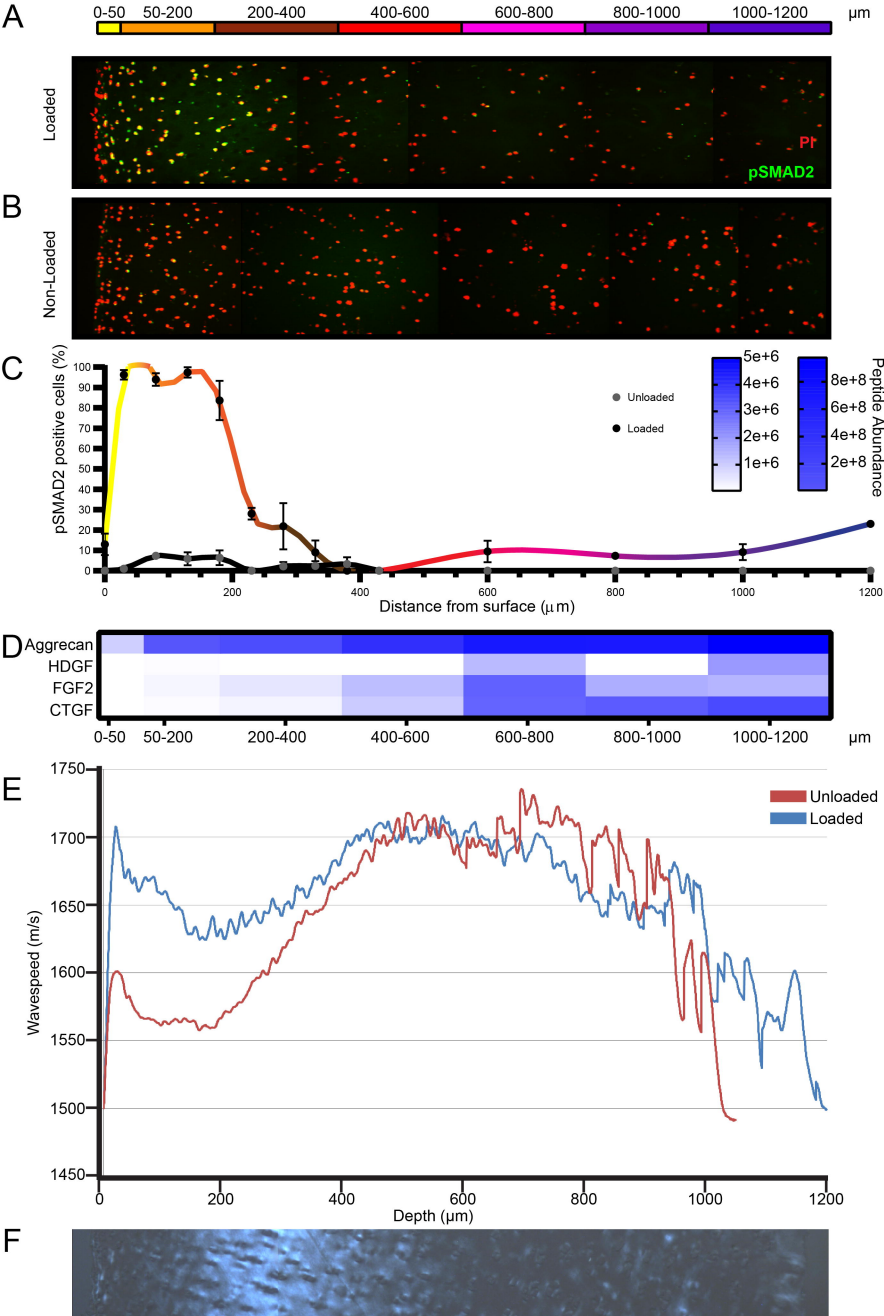 A
0-50 50-200 200-400 400-600 600-800 800-1000 1000-1200 µm
Loaded
PI
pSMAD2
B
Non-Loaded
C
pSMAD2 positive cells (%)
100
90
80
70
60
50
40
30
20
10
0
0 200 400 600 800 1000 1200
Distance from surface (µm)
Unloaded
Loaded
5e+6
4e+6
3e+6
2e+6
1e+6
8e+8
6e+8
4e+8
2e+8
Peptide Abundance
D
Aggrecan
HDGF
FGF2
CTGF
0-50 50-200 200-400 400-600 600-800 800-1000 1000-1200 µm
E
Wavespeed (m/s)
1750
1700
1650
1600
1550
1500
1450
Unloaded
Loaded
0 200 400 600 800 1000 1200
Depth (µm)
F